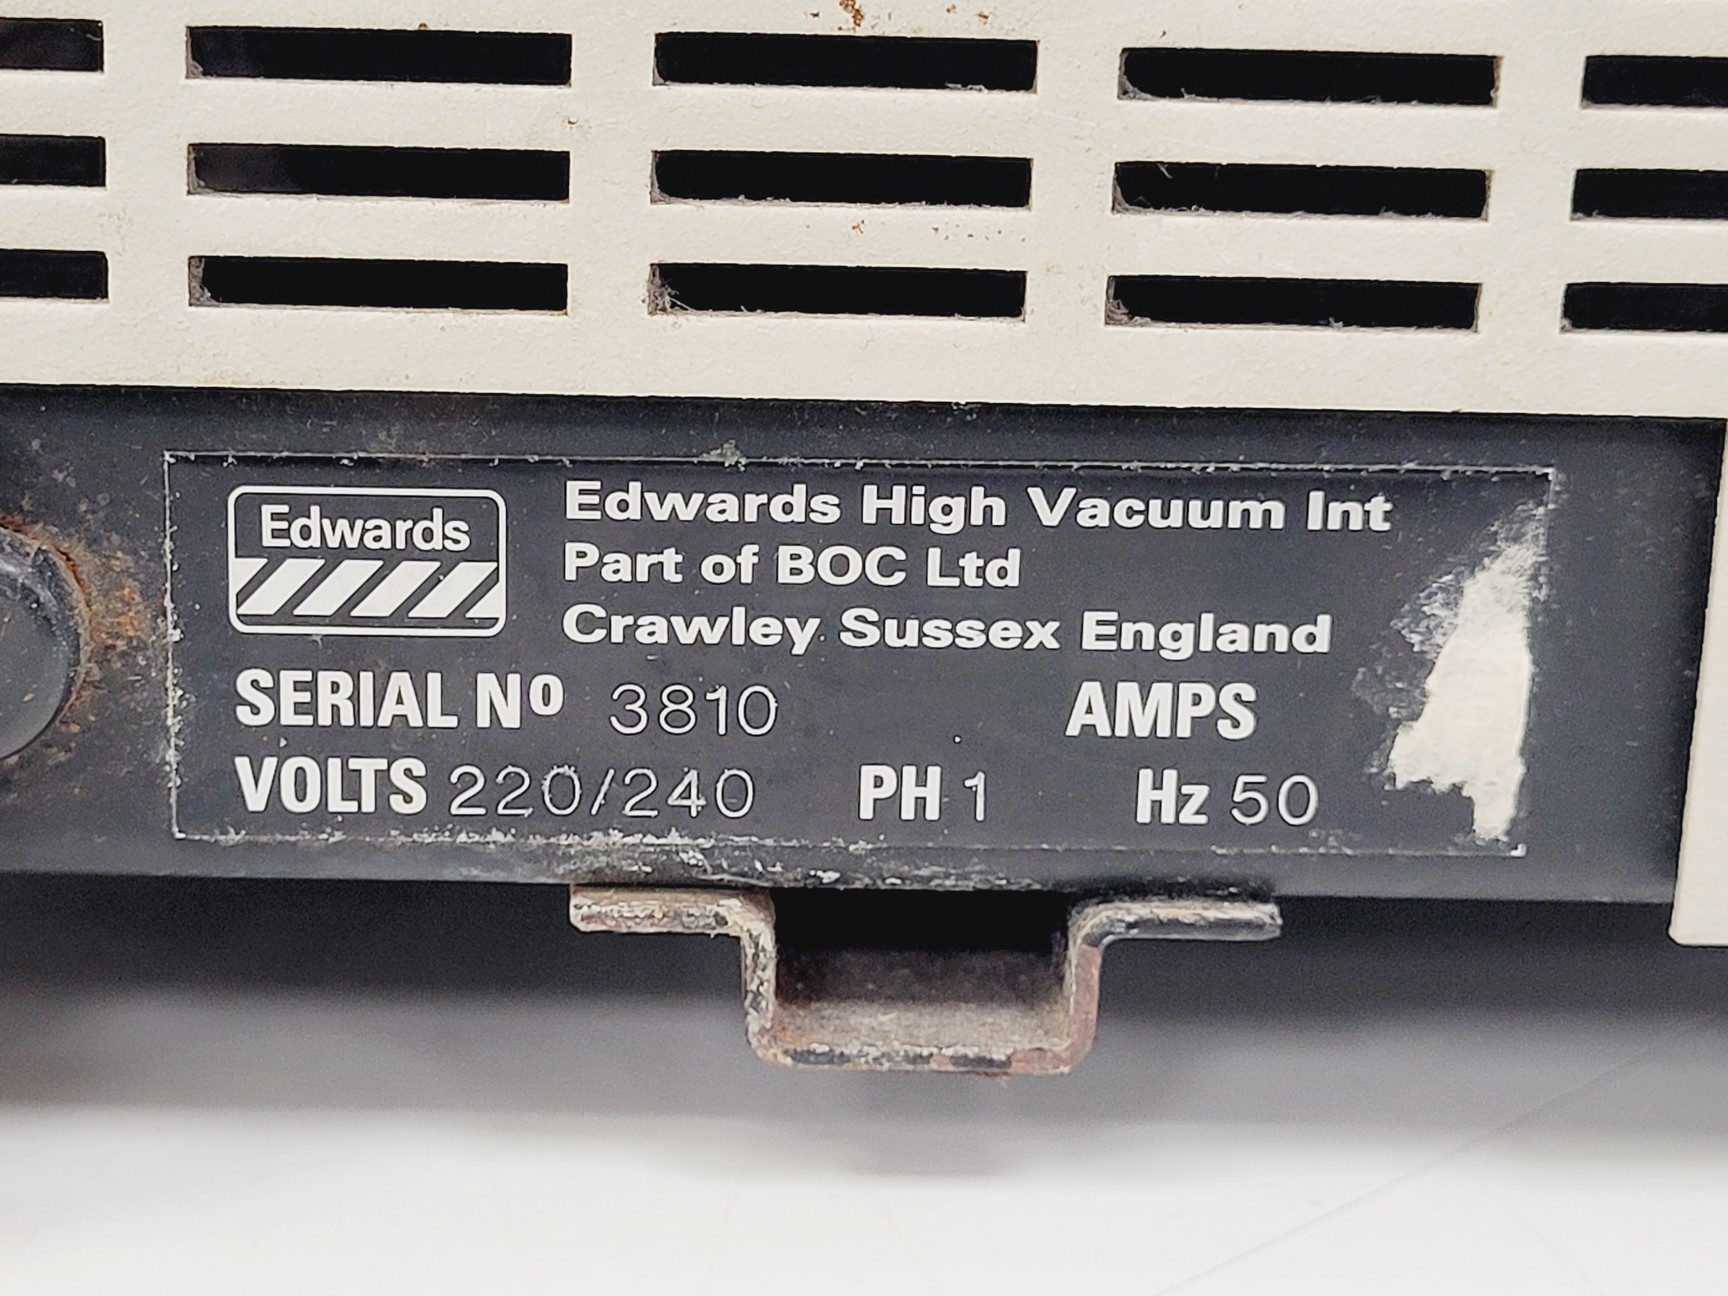 Edwards
Edwards High Vacuum Int
Part of BOC Ltd
Crawley Sussex England
SERIAL Nº 3810 AMPS
VOLTS 220/240 PH 1 Hz 50